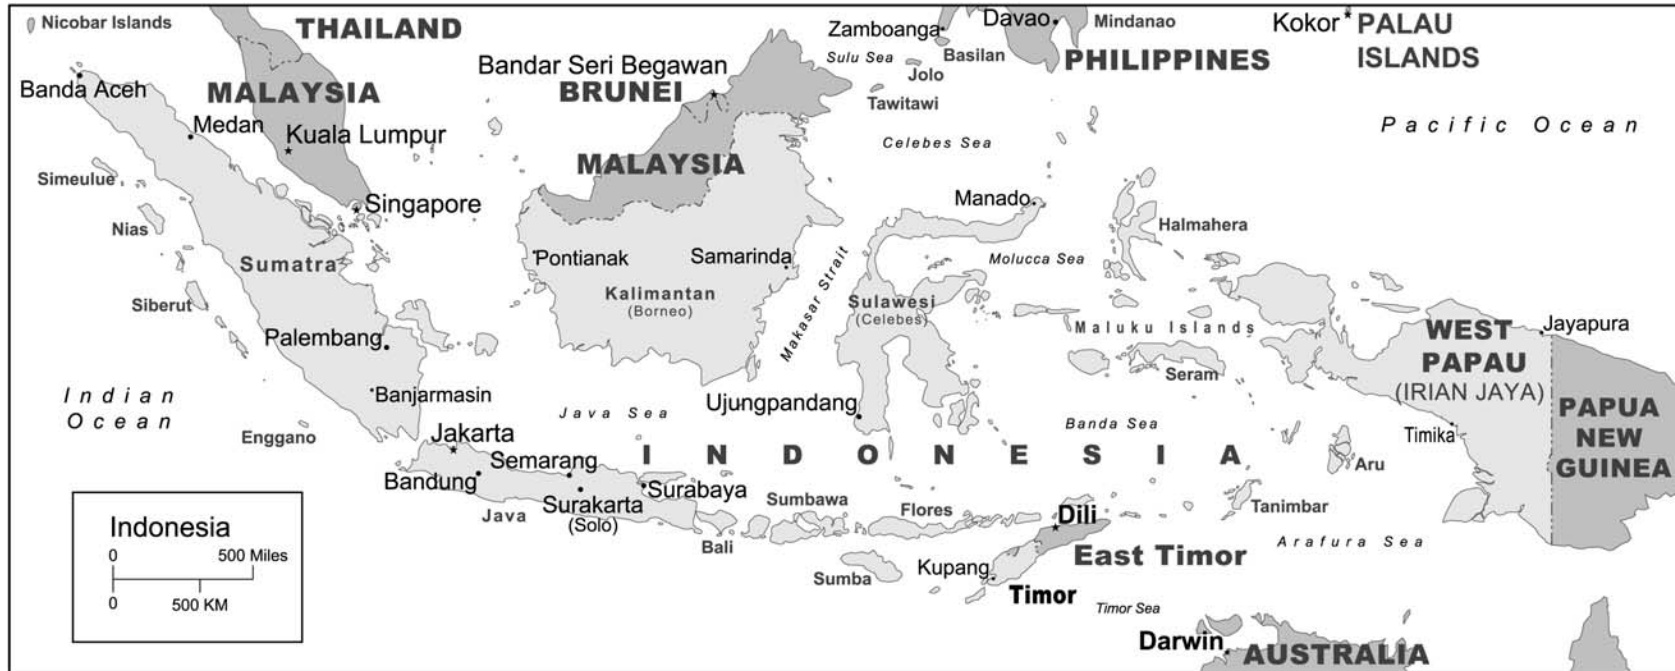 Nicobar Islands
THAILAND
Zamboanga
Davao
Mindanao
Kokor
PALAU
ISLANDS
Sulu Sea
Basilan
PHILIPPINES
Bandar Seri Begawan
BRUNEI
Jolo
Tawitawi
Banda Aceh
MALAYSIA
Medan
Kuala Lumpur
Pacific Ocean
Celebes Sea
MALAYSIA
Simeulue
Singapore
Manado
Nias
Halmahera
Sumatra
Pontianak
Samarinda
Makasar Strait
Molucca Sea
Siberut
Kalimantan
(Borneo)
Sulawesi
(Celebes)
Maluku Islands
Palembang
WEST
PAPAU
(IRIAN JAYA)
Jayapura
Seram
Indian
Ocean
Banjarmasin
Java Sea
Ujungpandang
Banda Sea
PAPUA
NEW
GUINEA
Enggano
Jakarta
Timika
INDONESIA
Semarang
Bandung
Surabaya
Aru
Java
Surakarta
(Solo)
Bali
Sumbawa
Flores
Dili
Tanimbar
East Timor
Arafura Sea
Sumba
Kupang
Timor
Timor Sea
Darwin
AUSTRALIA
Indonesia
0 500 Miles
0 500 KM